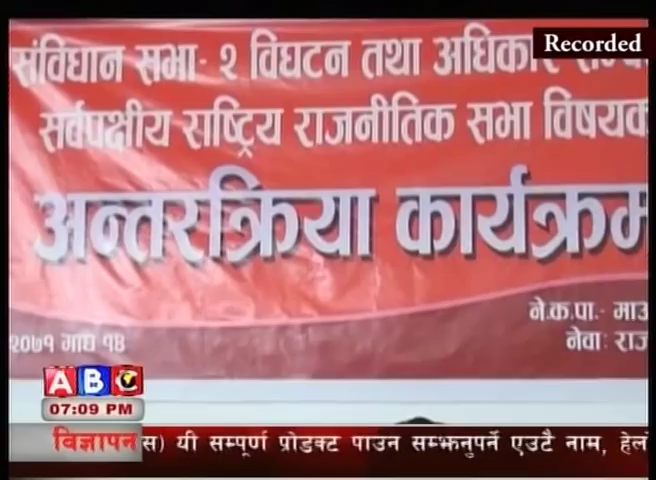 Recorded
संविधान सभा- २ विघटन तथा अधिकार
सर्वपक्षीय राष्ट्रिय राजनीतिक सभा विषयक
अन्तरक्रिया कार्यक्रम
ने.क.पा.- माउ
२०७१ माघ १४
नेवा: राज
ABC
07:09 PM
विज्ञापन स) यी सम्पूर्ण प्रोडक्ट पाउन सम्झनुपर्ने एउटै नाम, हेल